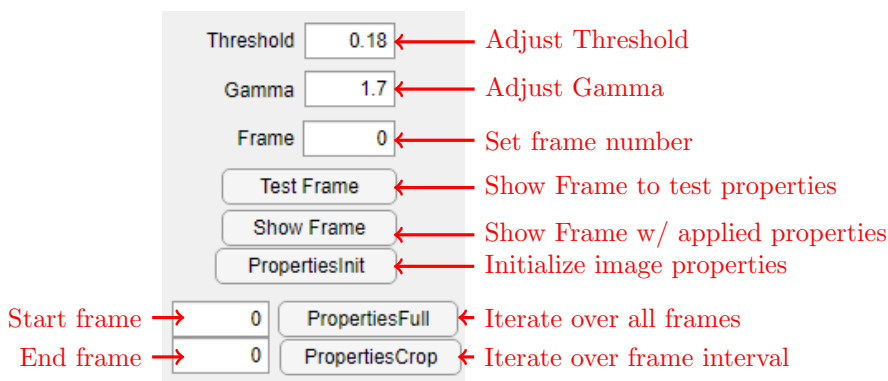 Threshold 0.18 Adjust Threshold
Gamma 1.7 Adjust Gamma
Frame 0 Set frame number
Test Frame Show Frame to test properties
Show Frame Show Frame w/ applied properties
PropertiesInit Initialize image properties
Start frame 0 PropertiesFull Iterate over all frames
End frame 0 PropertiesCrop Iterate over frame interval